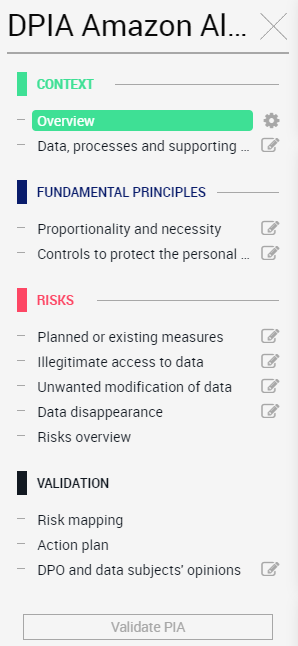 DPIA Amazon Al...
CONTEXT
Overview
Data, processes and supporting ...
FUNDAMENTAL PRINCIPLES
Proportionality and necessity
Controls to protect the personal ...
RISKS
Planned or existing measures
Illegitimate access to data
Unwanted modification of data
Data disappearance
Risks overview
VALIDATION
Risk mapping
Action plan
DPO and data subjects' opinions
Validate PIA